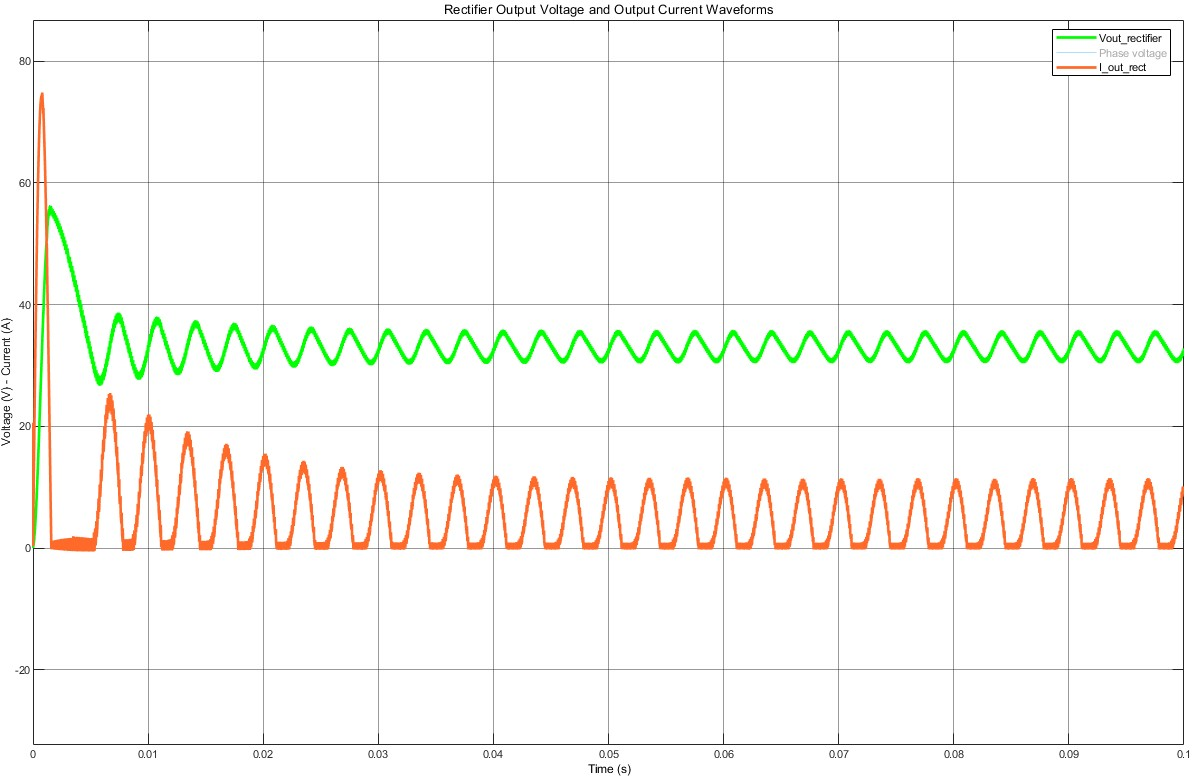 Rectifier Output Voltage and Output Current Waveforms
Vout_rectifier
Phase voltage
I_out_rect
80
60
40
20
0
-20
Voltage (V) - Current (A)
0 0.01 0.02 0.03 0.04 0.05 0.06 0.07 0.08 0.09 0.1
Time (s)